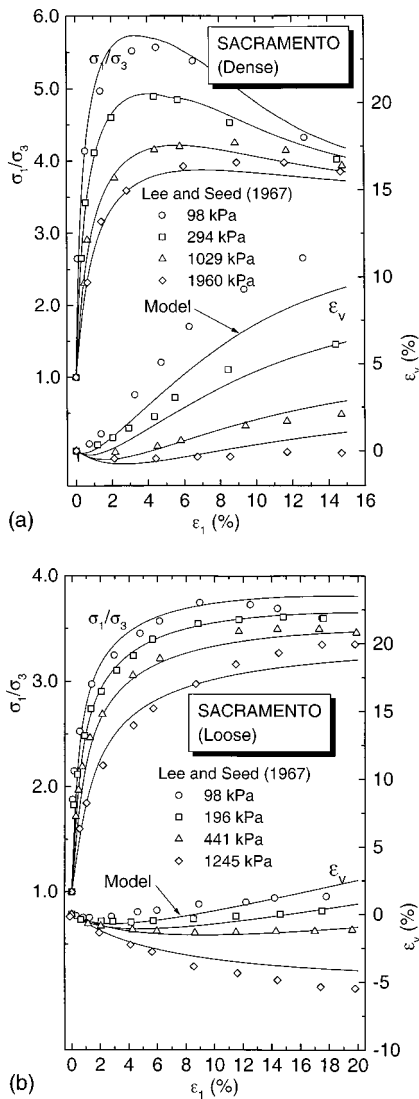 6.0
σ1/σ3
SACRAMENTO
(Dense)
5.0
20
4.0
15
σ1/σ3
Lee and Seed (1967)
98 kPa
3.0
294 kPa
1029 kPa
10
1960 kPa
2.0
Model
εv
5
εv (%)
1.0
0
0 2 4 6 8 10 12 14 16
(a)
ε1 (%)
4.0
σ1/σ3
20
σ1/σ3
3.0
SACRAMENTO
(Loose)
15
Lee and Seed (1967)
10
98 kPa
2.0
196 kPa
441 kPa
5
1245 kPa
Model
εv
1.0
0
εv (%)
-5
-10
0 2 4 6 8 10 12 14 16 18 20
(b)
ε1 (%)